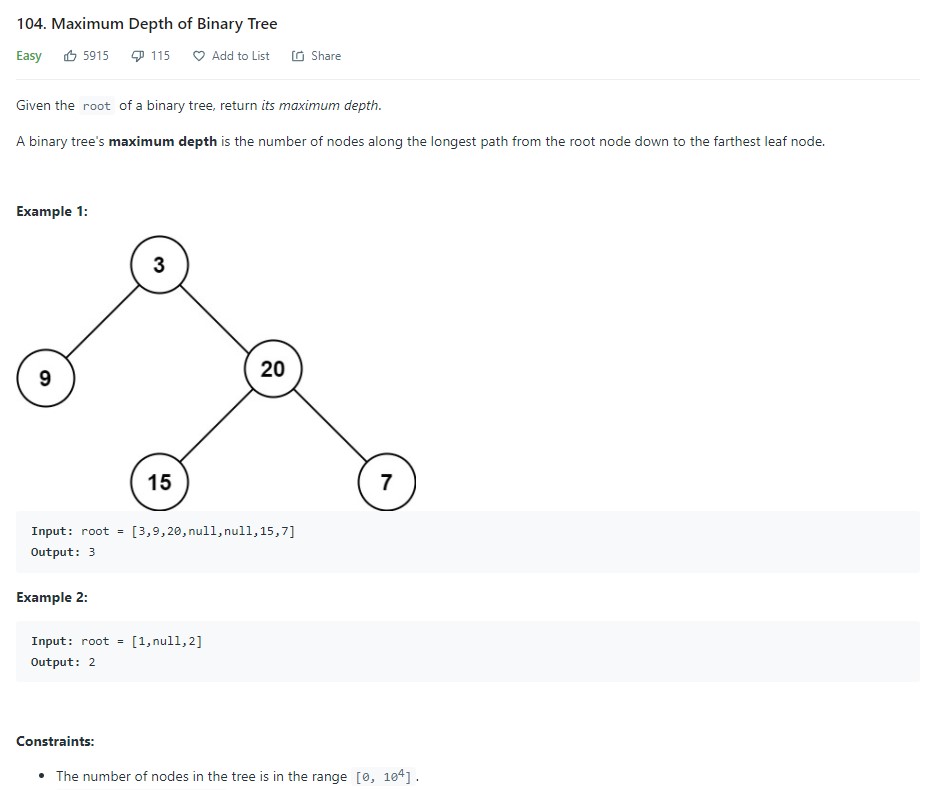 104. Maximum Depth of Binary Tree
Easy 5915 115 Add to List Share
Given the root of a binary tree, return its maximum depth.
A binary tree's maximum depth is the number of nodes along the longest path from the root node down to the farthest leaf node.
Example 1:
3
9
20
15
7
Input: root = [3,9,20,null,null,15,7]
Output: 3
Example 2:
Input: root = [1,null,2]
Output: 2
Constraints:
• The number of nodes in the tree is in the range [0, 10⁴].